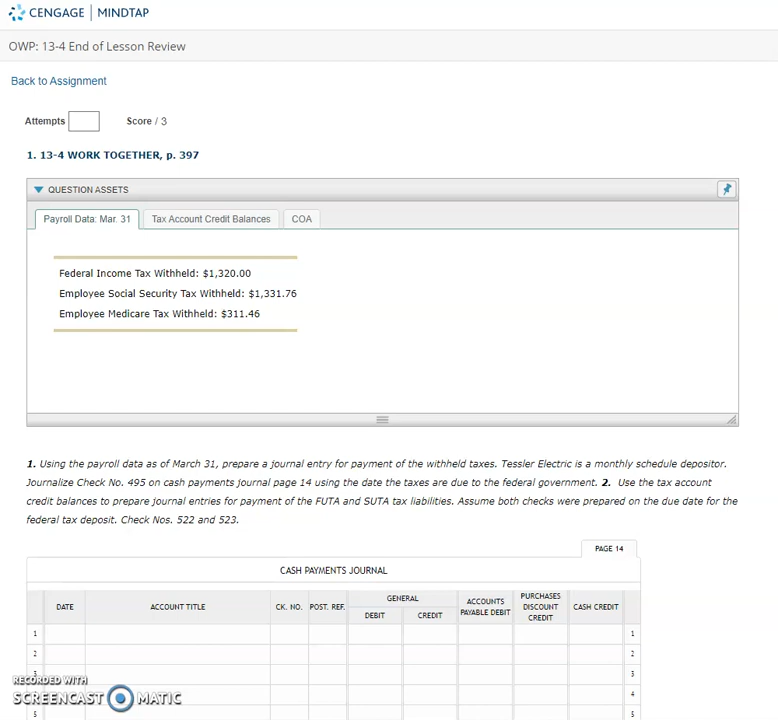 CENGAGE | MINDTAP
OWP: 13-4 End of Lesson Review
Back to Assignment
Attempts Score / 3
1. 13-4 WORK TOGETHER, p. 397
QUESTION ASSETS
Payroll Data: Mar. 31 Tax Account Credit Balances COA
Federal Income Tax Withheld: $1,320.00
Employee Social Security Tax Withheld: $1,331.76
Employee Medicare Tax Withheld: $311.46
1. Using the payroll data as of March 31, prepare a journal entry for payment of the withheld taxes. Tessler Electric is a monthly schedule depositor.
Journalize Check No. 495 on cash payments journal page 14 using the date the taxes are due to the federal government. 2. Use the tax account
credit balances to prepare journal entries for payment of the FUTA and SUTA tax liabilities. Assume both checks were prepared on the due date for the
federal tax deposit. Check Nos. 522 and 523.
PAGE 14
CASH PAYMENTS JOURNAL
DATE ACCOUNT TITLE CK. NO. POST. REF. GENERAL DEBIT CREDIT ACCOUNTS PAYABLE DEBIT PURCHASES DISCOUNT CREDIT CASH CREDIT
1 1
2 2
3 3
4
5 5
RECORDED WITH
SCREENCAST MATIC